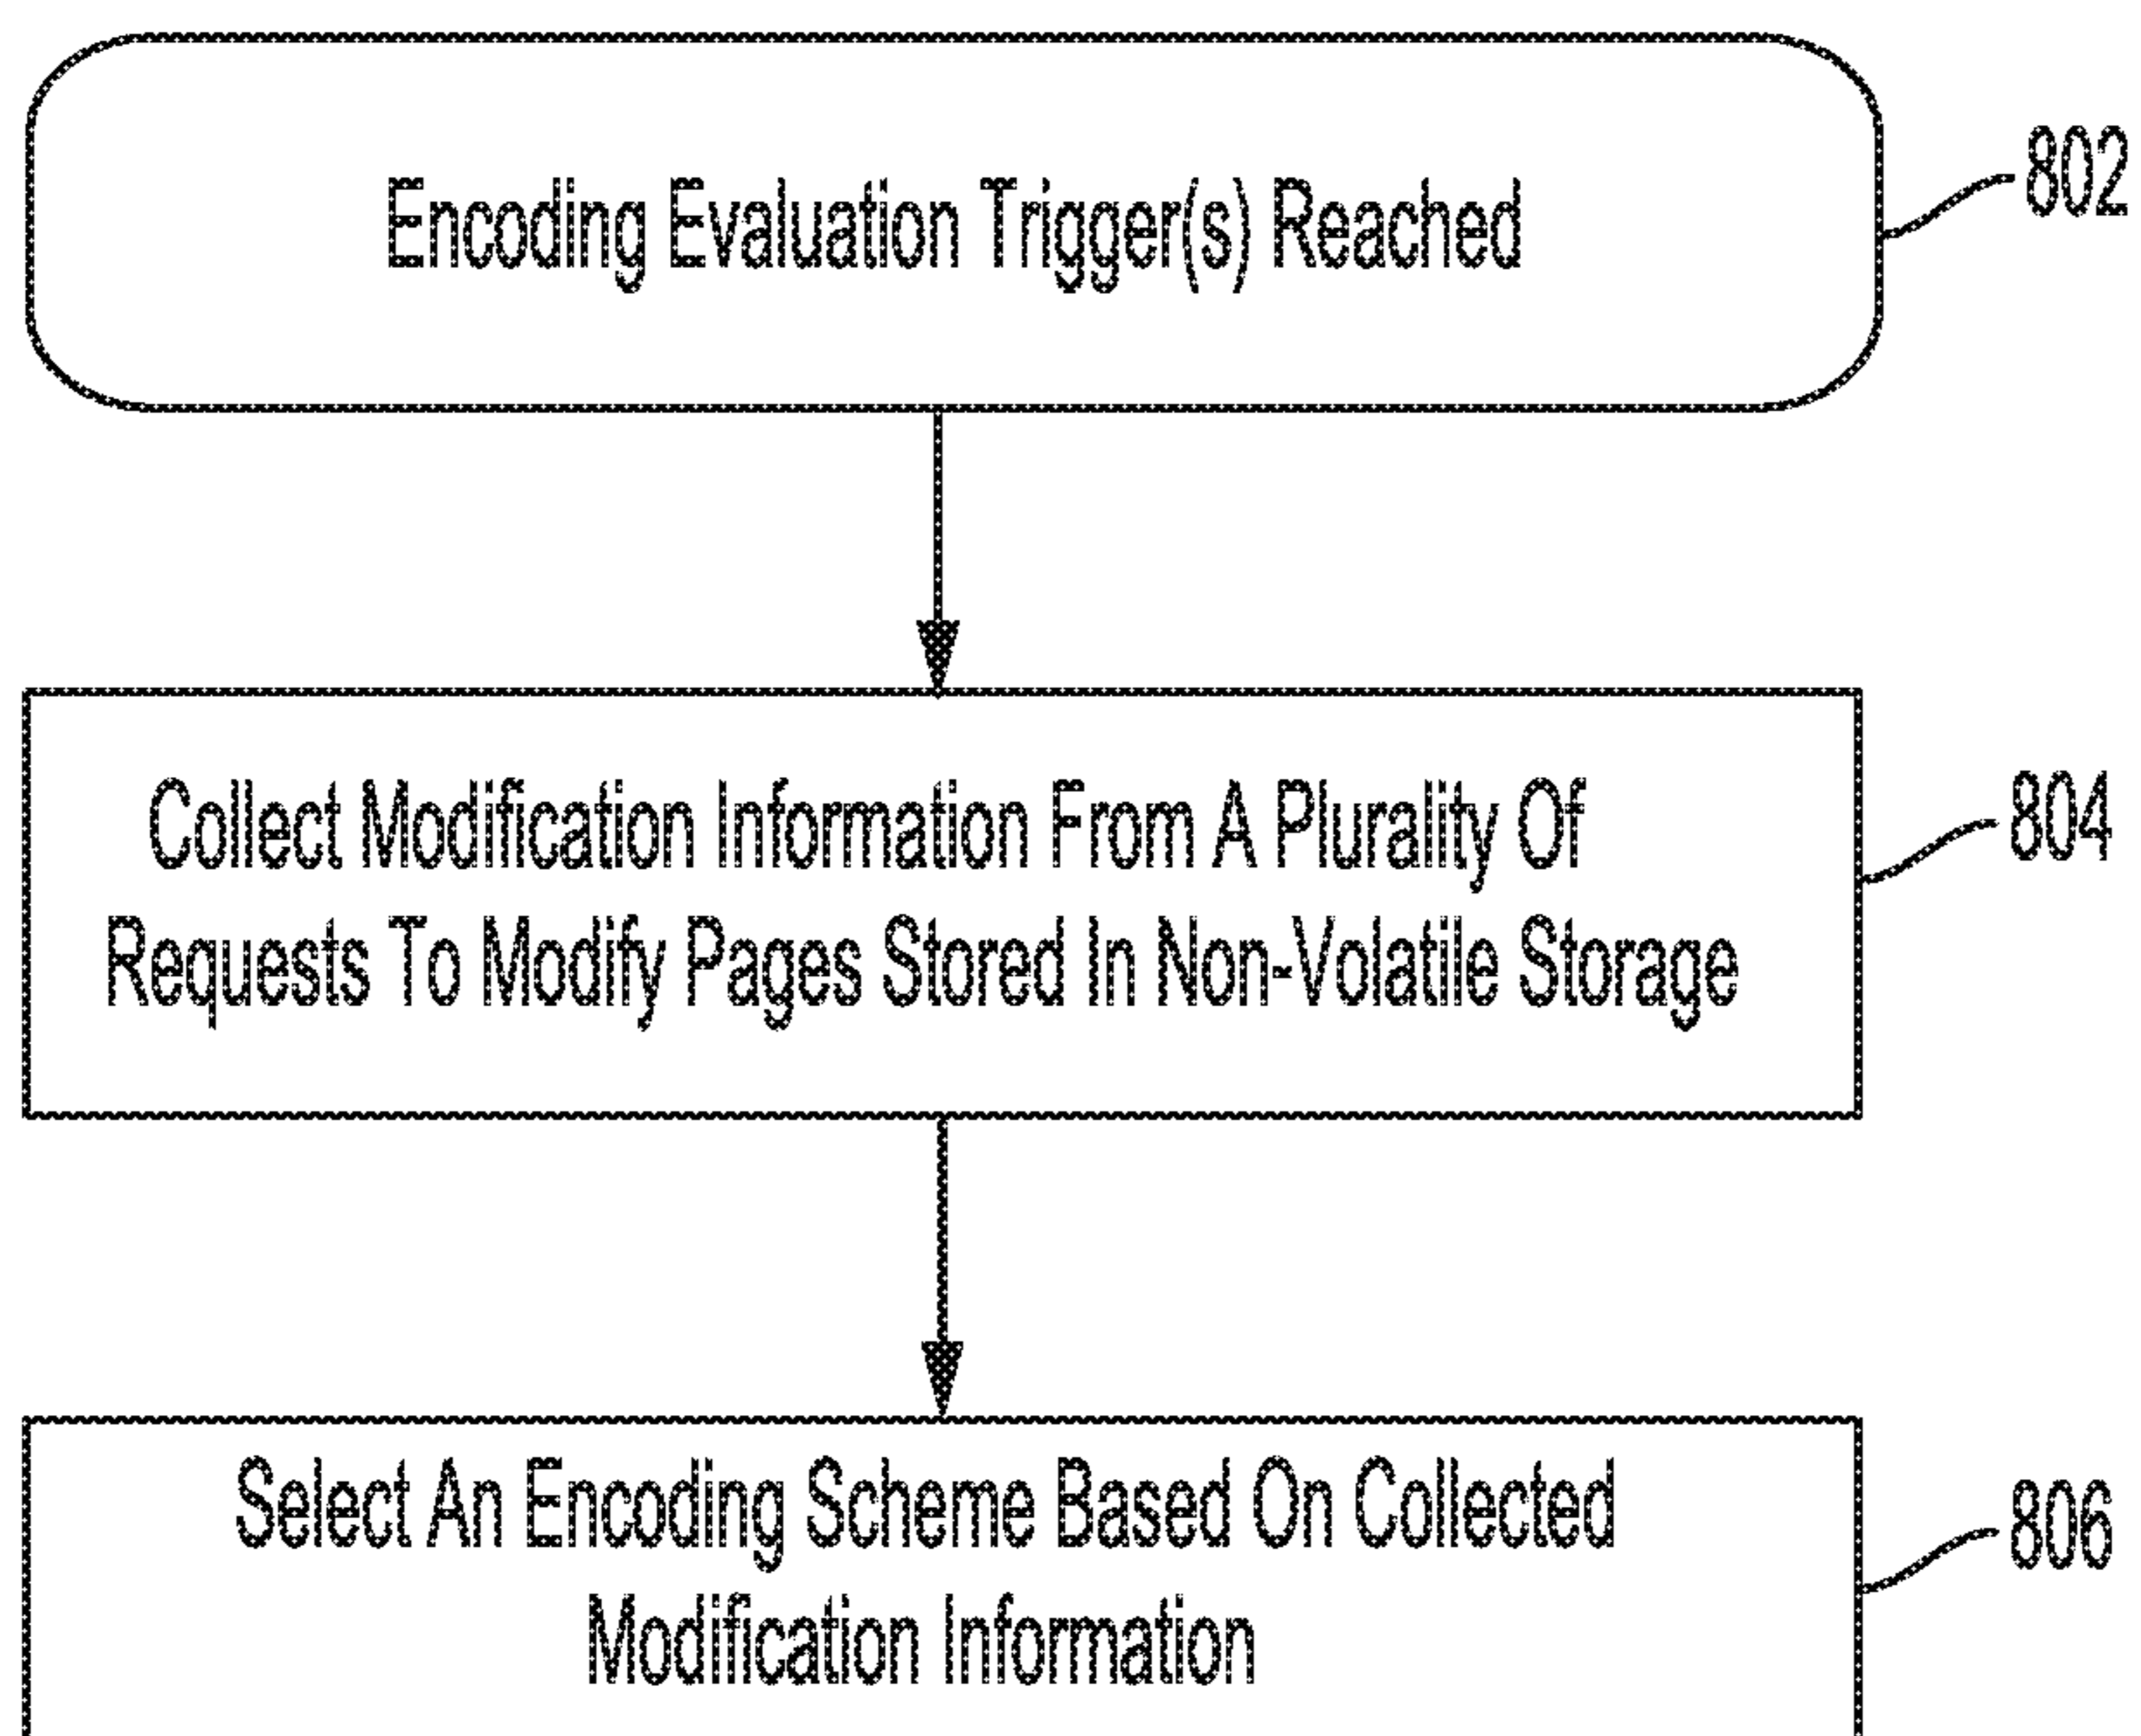 Encoding Evaluation Trigger(s) Reached
802
Collect Modification Information From A Plurality Of
Requests To Modify Pages Stored In Non-Volatile Storage
804
Select An Encoding Scheme Based On Collected
Modification Information
806